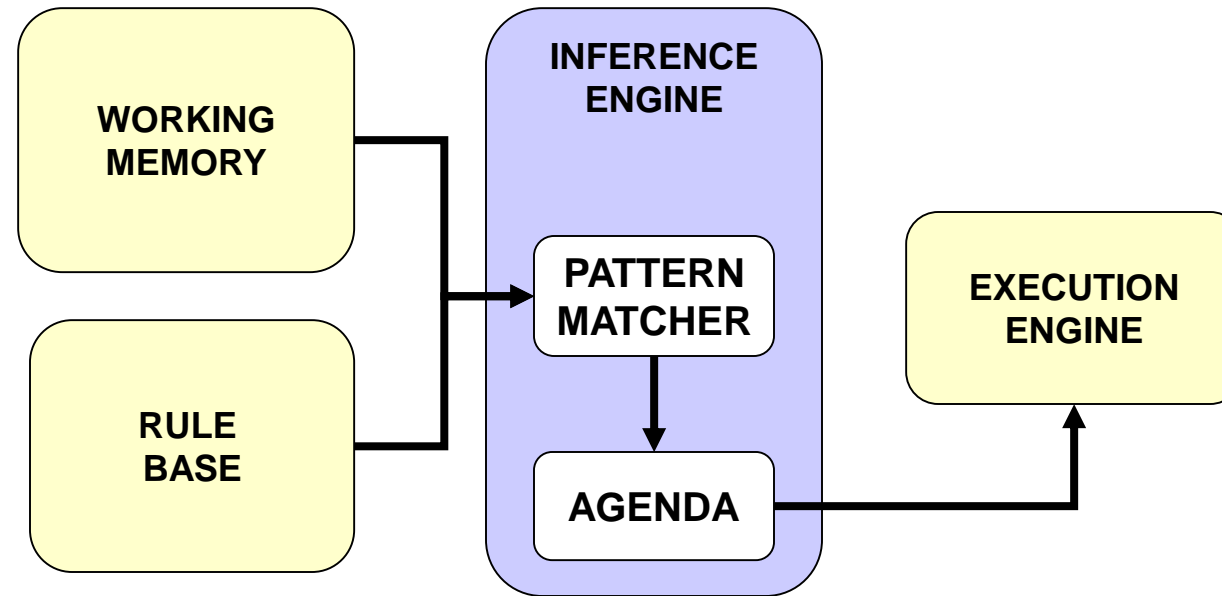 WORKING
MEMORY
RULE
BASE
INFERENCE
ENGINE
PATTERN
MATCHER
AGENDA
EXECUTION
ENGINE